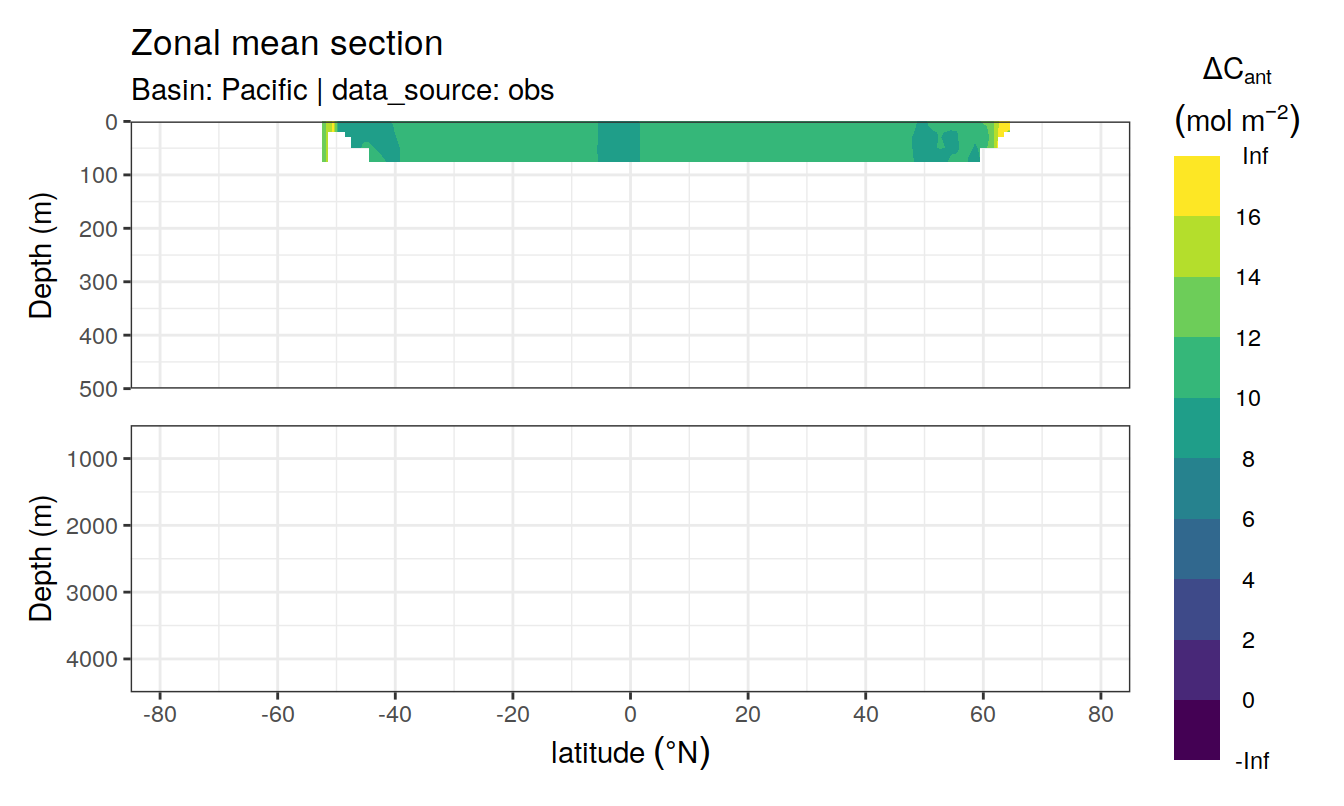 Zonal mean section
Basin: Pacific | data_source: obs
ΔC_ant
(mol m⁻²)
Inf
16
14
12
10
8
6
4
2
0
-Inf
Depth (m)
0
100
200
300
400
500
Depth (m)
1000
2000
3000
4000
-80 -60 -40 -20 0 20 40 60 80
latitude (°N)